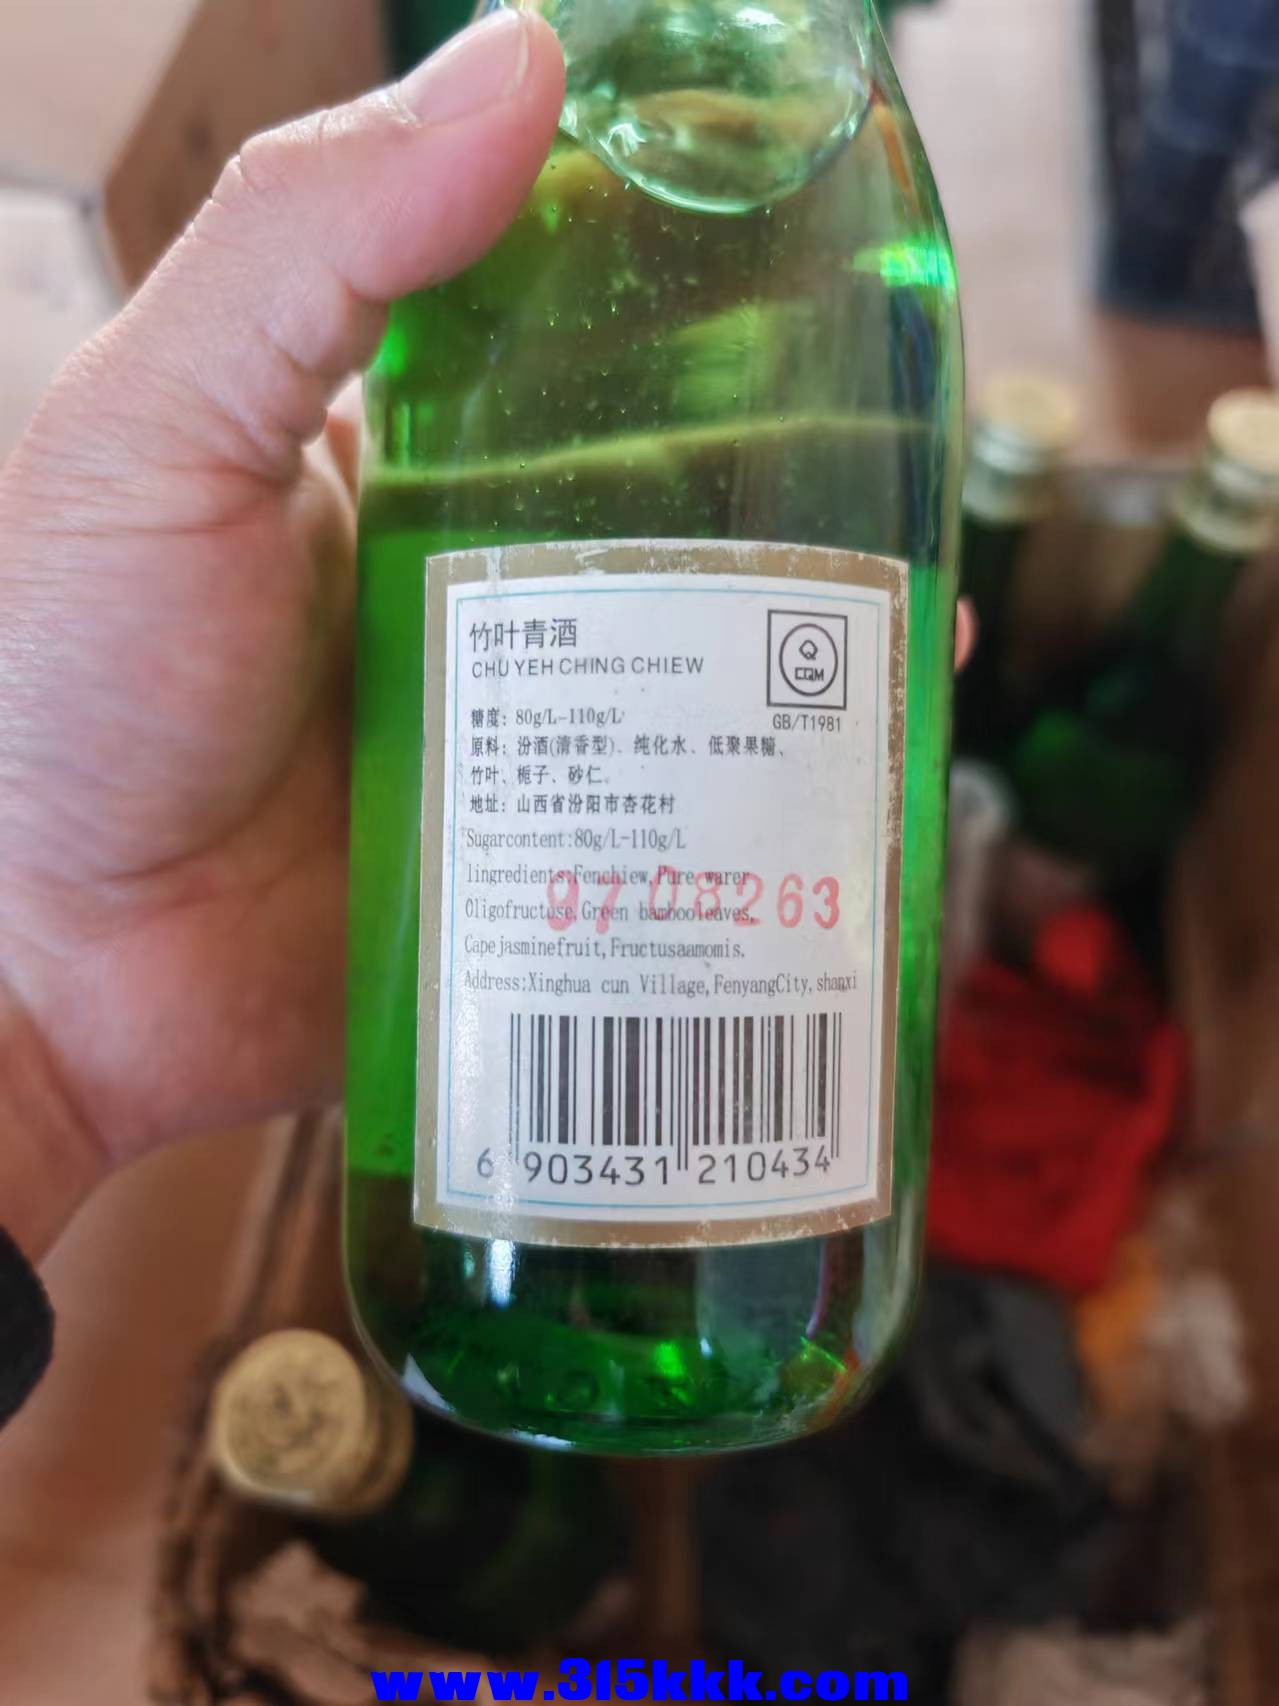 竹叶青酒
CHU YEH CHING CHIEW
Q
CQM
GB/T1981
糖度：80g/L-110g/L
原料：汾酒(清香型)、纯化水、低聚果糖、
竹叶、栀子、砂仁。
地址：山西省汾阳市杏花村
Sugarcontent:80g/L-110g/L
lingredients:Fenchiew,Pure warer
9708263
Oligofructose,Green bambooleaves,
Capejasminefruit,Fructusaamomis.
Address:Xinghua cun Village,FenyangCity,shanxi
6 903431 210434
www.315kkk.com